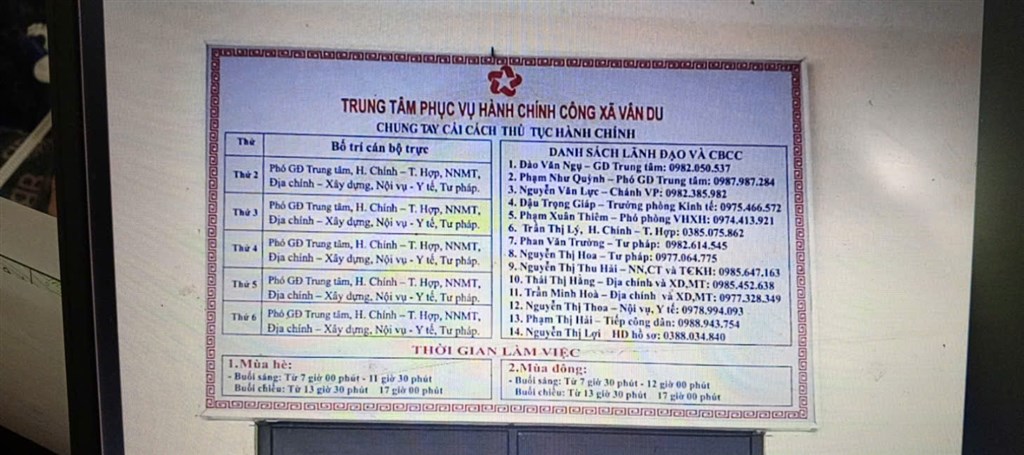 TRUNG TÂM PHỤC VỤ HÀNH CHÍNH CÔNG XÃ VÂN DU
CHUNG TAY CẢI CÁCH THỦ TỤC HÀNH CHÍNH
Thứ
Bố trí cán bộ trực
Thứ 2
Phó GĐ Trung tâm, H. Chính – T. Hợp, NNMT,
Địa chính – Xây dựng, Nội vụ - Y tế, Tư pháp.
Thứ 3
Phó GĐ Trung tâm, H. Chính – T. Hợp, NNMT,
Địa chính – Xây dựng, Nội vụ - Y tế, Tư pháp.
Thứ 4
Phó GĐ Trung tâm, H. Chính – T. Hợp, NNMT,
Địa chính – Xây dựng, Nội vụ - Y tế, Tư pháp.
Thứ 5
Phó GĐ Trung tâm, H. Chính – T. Hợp, NNMT,
Địa chính – Xây dựng, Nội vụ - Y tế, Tư pháp.
Thứ 6
Phó GĐ Trung tâm, H. Chính – T. Hợp, NNMT,
Địa chính – Xây dựng, Nội vụ - Y tế, Tư pháp.
DANH SÁCH LÃNH ĐẠO VÀ CBCC
1. Đào Văn Ngụ – GĐ Trung tâm: 0982.050.537
2. Phạm Như Quỳnh – Phó GĐ Trung tâm: 0987.987.284
3. Nguyễn Văn Lực – Chánh VP: 0982.385.982
4. Đậu Trọng Giáp – Trưởng phòng Kinh tế: 0975.466.572
5. Phạm Xuân Thiêm – Phó phòng VHXH: 0974.413.921
6. Trần Thị Lý, H. Chính – T. Hợp: 0385.075.862
7. Phan Văn Trường – Tư pháp: 0982.614.545
8. Nguyễn Thị Hoa – Tư pháp: 0977.064.775
9. Nguyễn Thị Thu Hải – NN,CT và TCKH: 0985.647.163
10. Thái Thị Hằng – Địa chính và XD,MT: 0985.452.638
11. Trần Minh Hoà – Địa chính và XD,MT: 0977.328.349
12. Nguyễn Thị Thoa – Nội vụ, Y tế: 0978.994.093
13. Phạm Thị Hải – Tiếp công dân: 0988.943.754
14. Nguyễn Thị Lợi HD hồ sơ: 0388.034.840
THỜI GIAN LÀM VIỆC
1.Mùa hè:
- Buổi sáng: Từ 7 giờ 00 phút - 11 giờ 30 phút
Buổi chiều: Từ 13 giờ 30 phút 17 giờ 00 phút
2.Mùa đông:
- Buổi sáng: Từ 7 giờ 30 phút - 12 giờ 00 phút
Buổi chiều: Từ 13 giờ 30 phút 17 giờ 00 phút